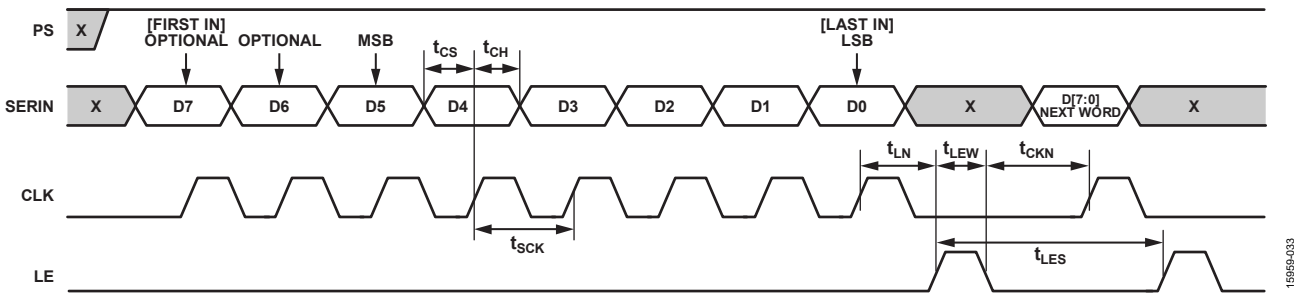 PS
X
[FIRST IN]
OPTIONAL
OPTIONAL
MSB
tCS
tCH
[LAST IN]
LSB
SERIN
X
D7
D6
D5
D4
D3
D2
D1
D0
X
D[7:0]
NEXT WORD
X
tLN
tLEW
tCKN
CLK
tSCK
tLES
LE
15959-033